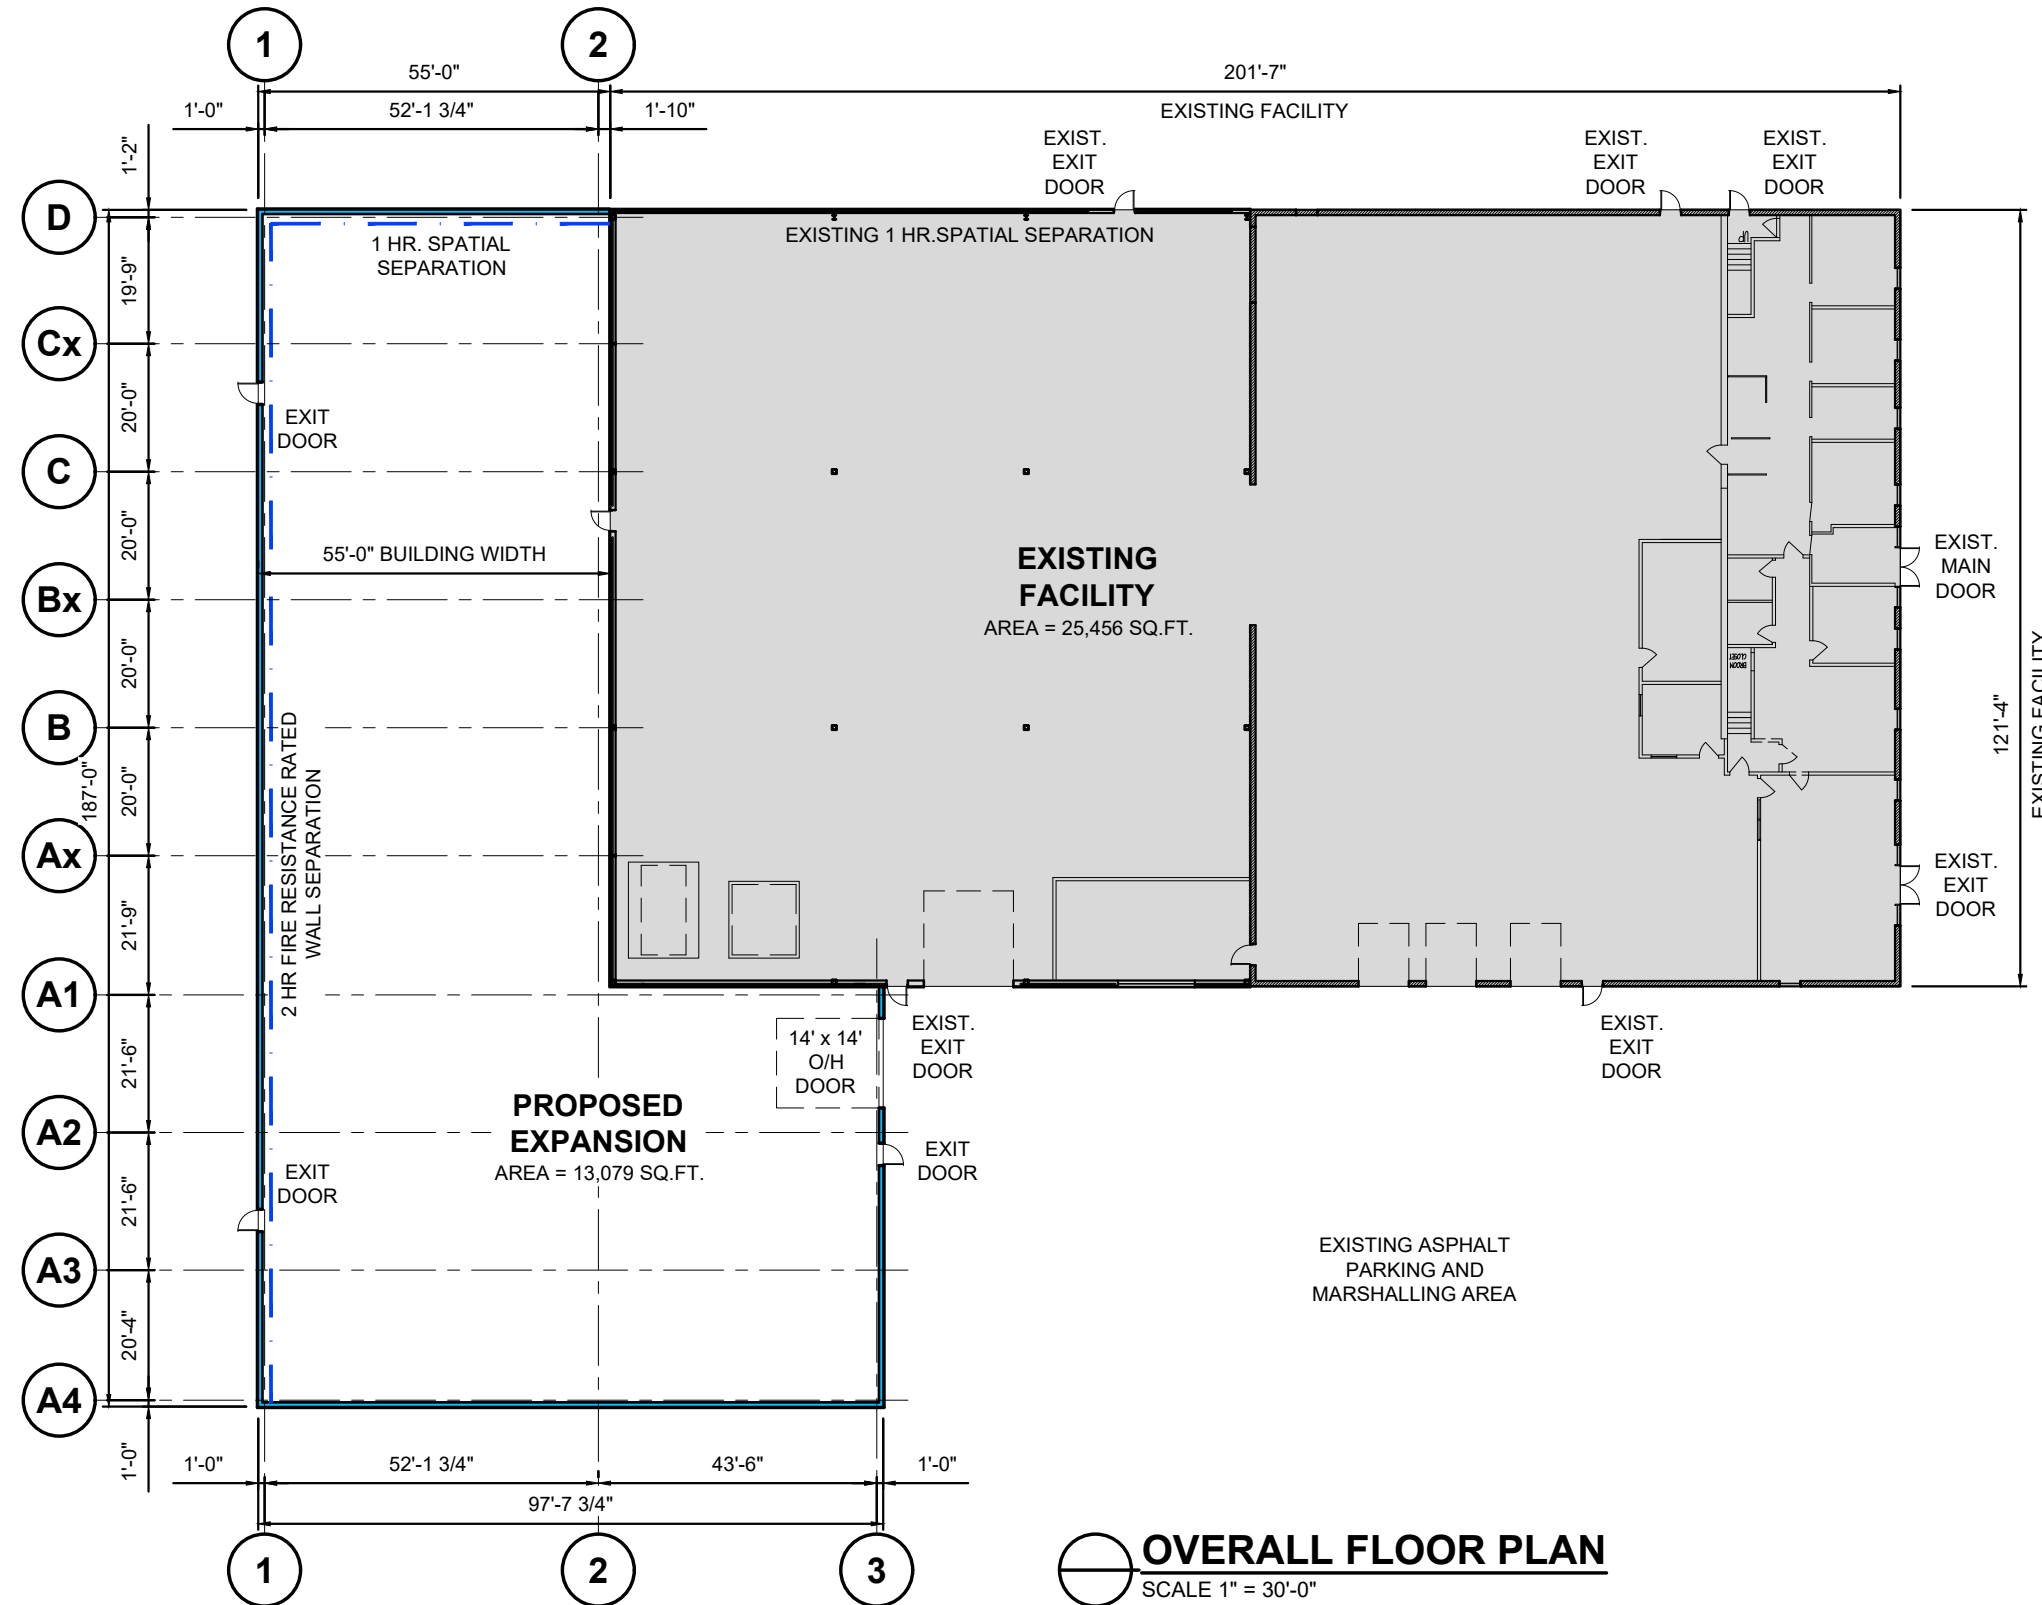 1
2
55'-0"
201'-7"
1'-0"
52'-1 3/4"
1'-10"
EXISTING FACILITY
EXIST.
EXIT
DOOR
EXIST.
EXIT
DOOR
EXIST.
EXIT
DOOR
1'-2"
D
19'-9"
Cx
20'-0"
C
20'-0"
Bx
20'-0"
B
187'-0"
20'-0"
Ax
21'-9"
A1
21'-6"
A2
21'-6"
A3
20'-4"
A4
1'-0"
1 HR. SPATIAL
SEPARATION
EXISTING 1 HR.SPATIAL SEPARATION
dn
EXIT
DOOR
55'-0" BUILDING WIDTH
EXISTING
FACILITY
AREA = 25,456 SQ.FT.
EXIST.
MAIN
DOOR
BROOM
CLOSET
121'-4"
EXISTING FACILITY
2 HR FIRE RESISTANCE RATED
WALL SEPARATION
EXIST.
EXIT
DOOR
14' x 14'
O/H
DOOR
EXIST.
EXIT
DOOR
EXIST.
EXIT
DOOR
PROPOSED
EXPANSION
AREA = 13,079 SQ.FT.
EXIT
DOOR
EXIT
DOOR
EXISTING ASPHALT
PARKING AND
MARSHALLING AREA
1'-0"
52'-1 3/4"
43'-6"
1'-0"
97'-7 3/4"
1
2
3
OVERALL FLOOR PLAN
SCALE 1" = 30'-0"